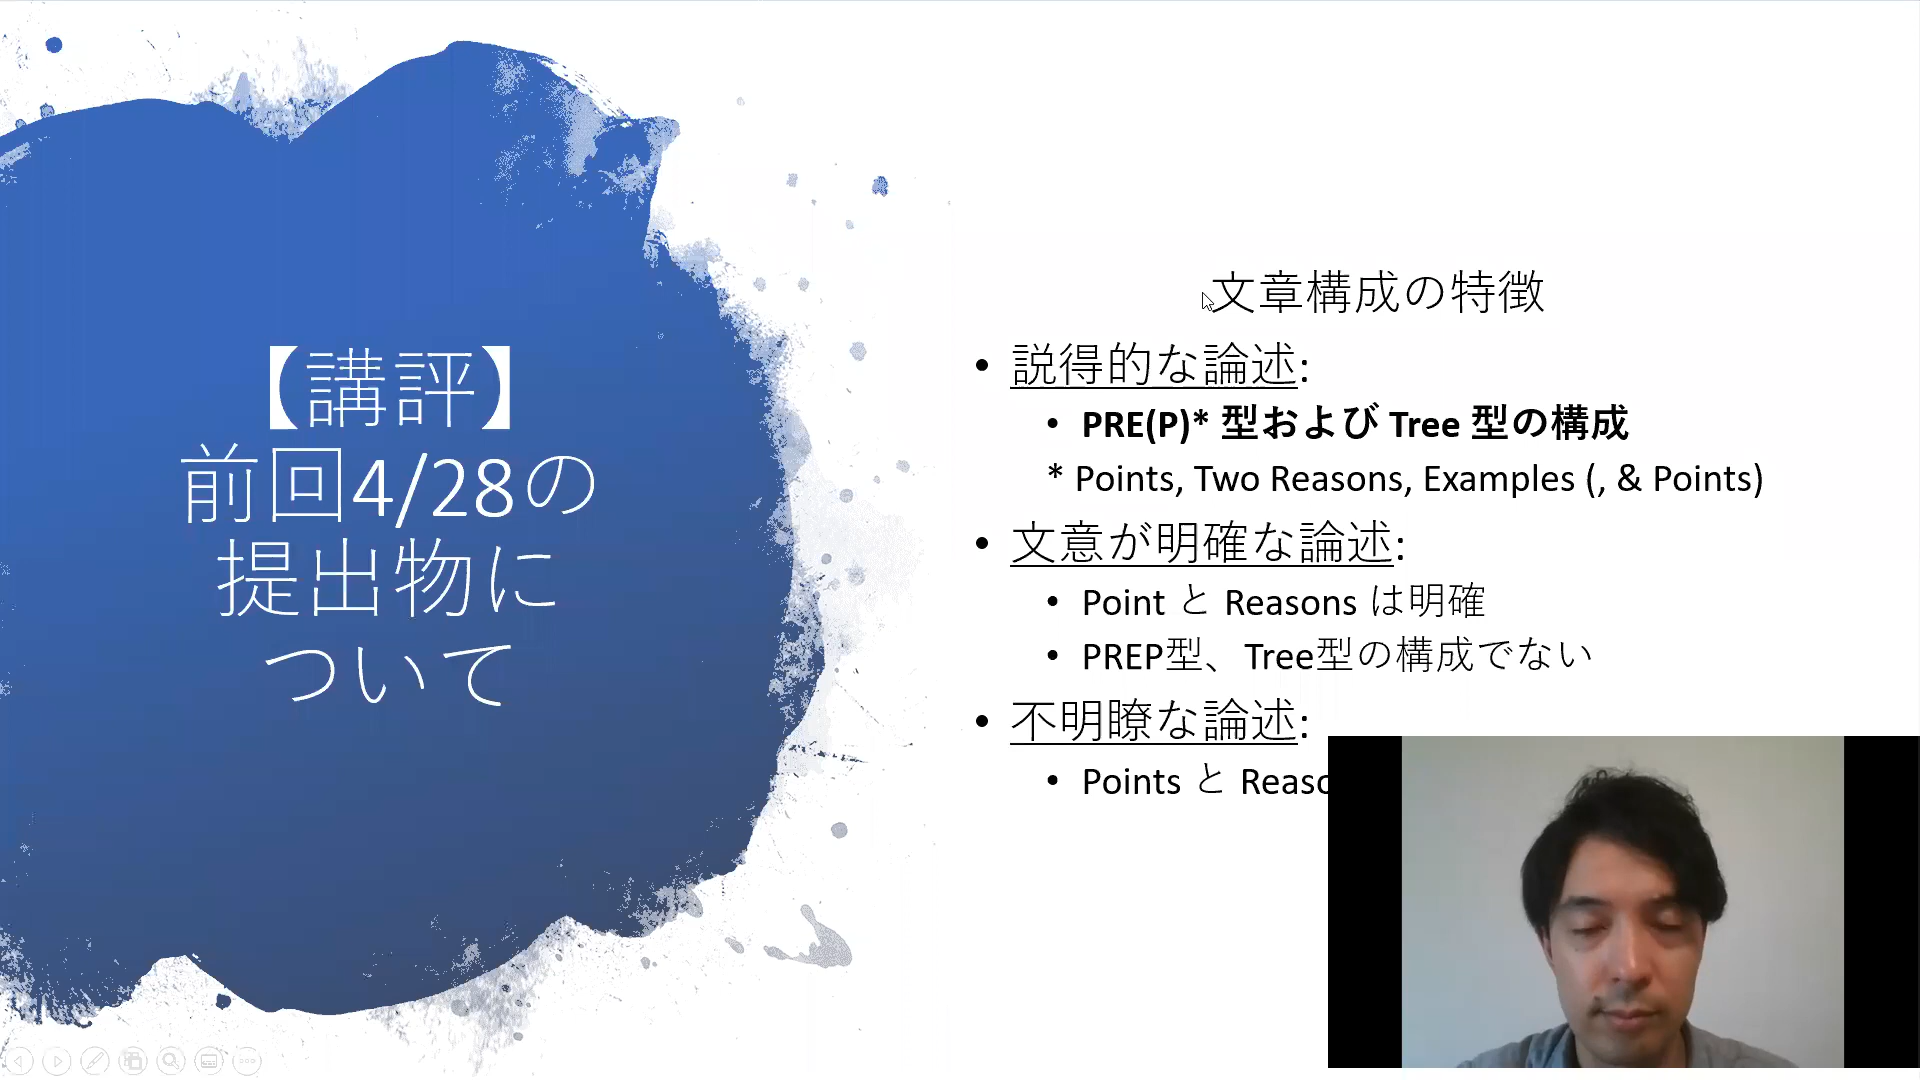 【講評】
前回4/28の
提出物に
ついて
文章構成の特徴
• 説得的な論述:
• PRE(P)* 型および Tree 型の構成
* Points, Two Reasons, Examples (, & Points)
• 文意が明確な論述:
• Point と Reasons は明確
• PREP型、Tree型の構成でない
• 不明瞭な論述:
• Points と